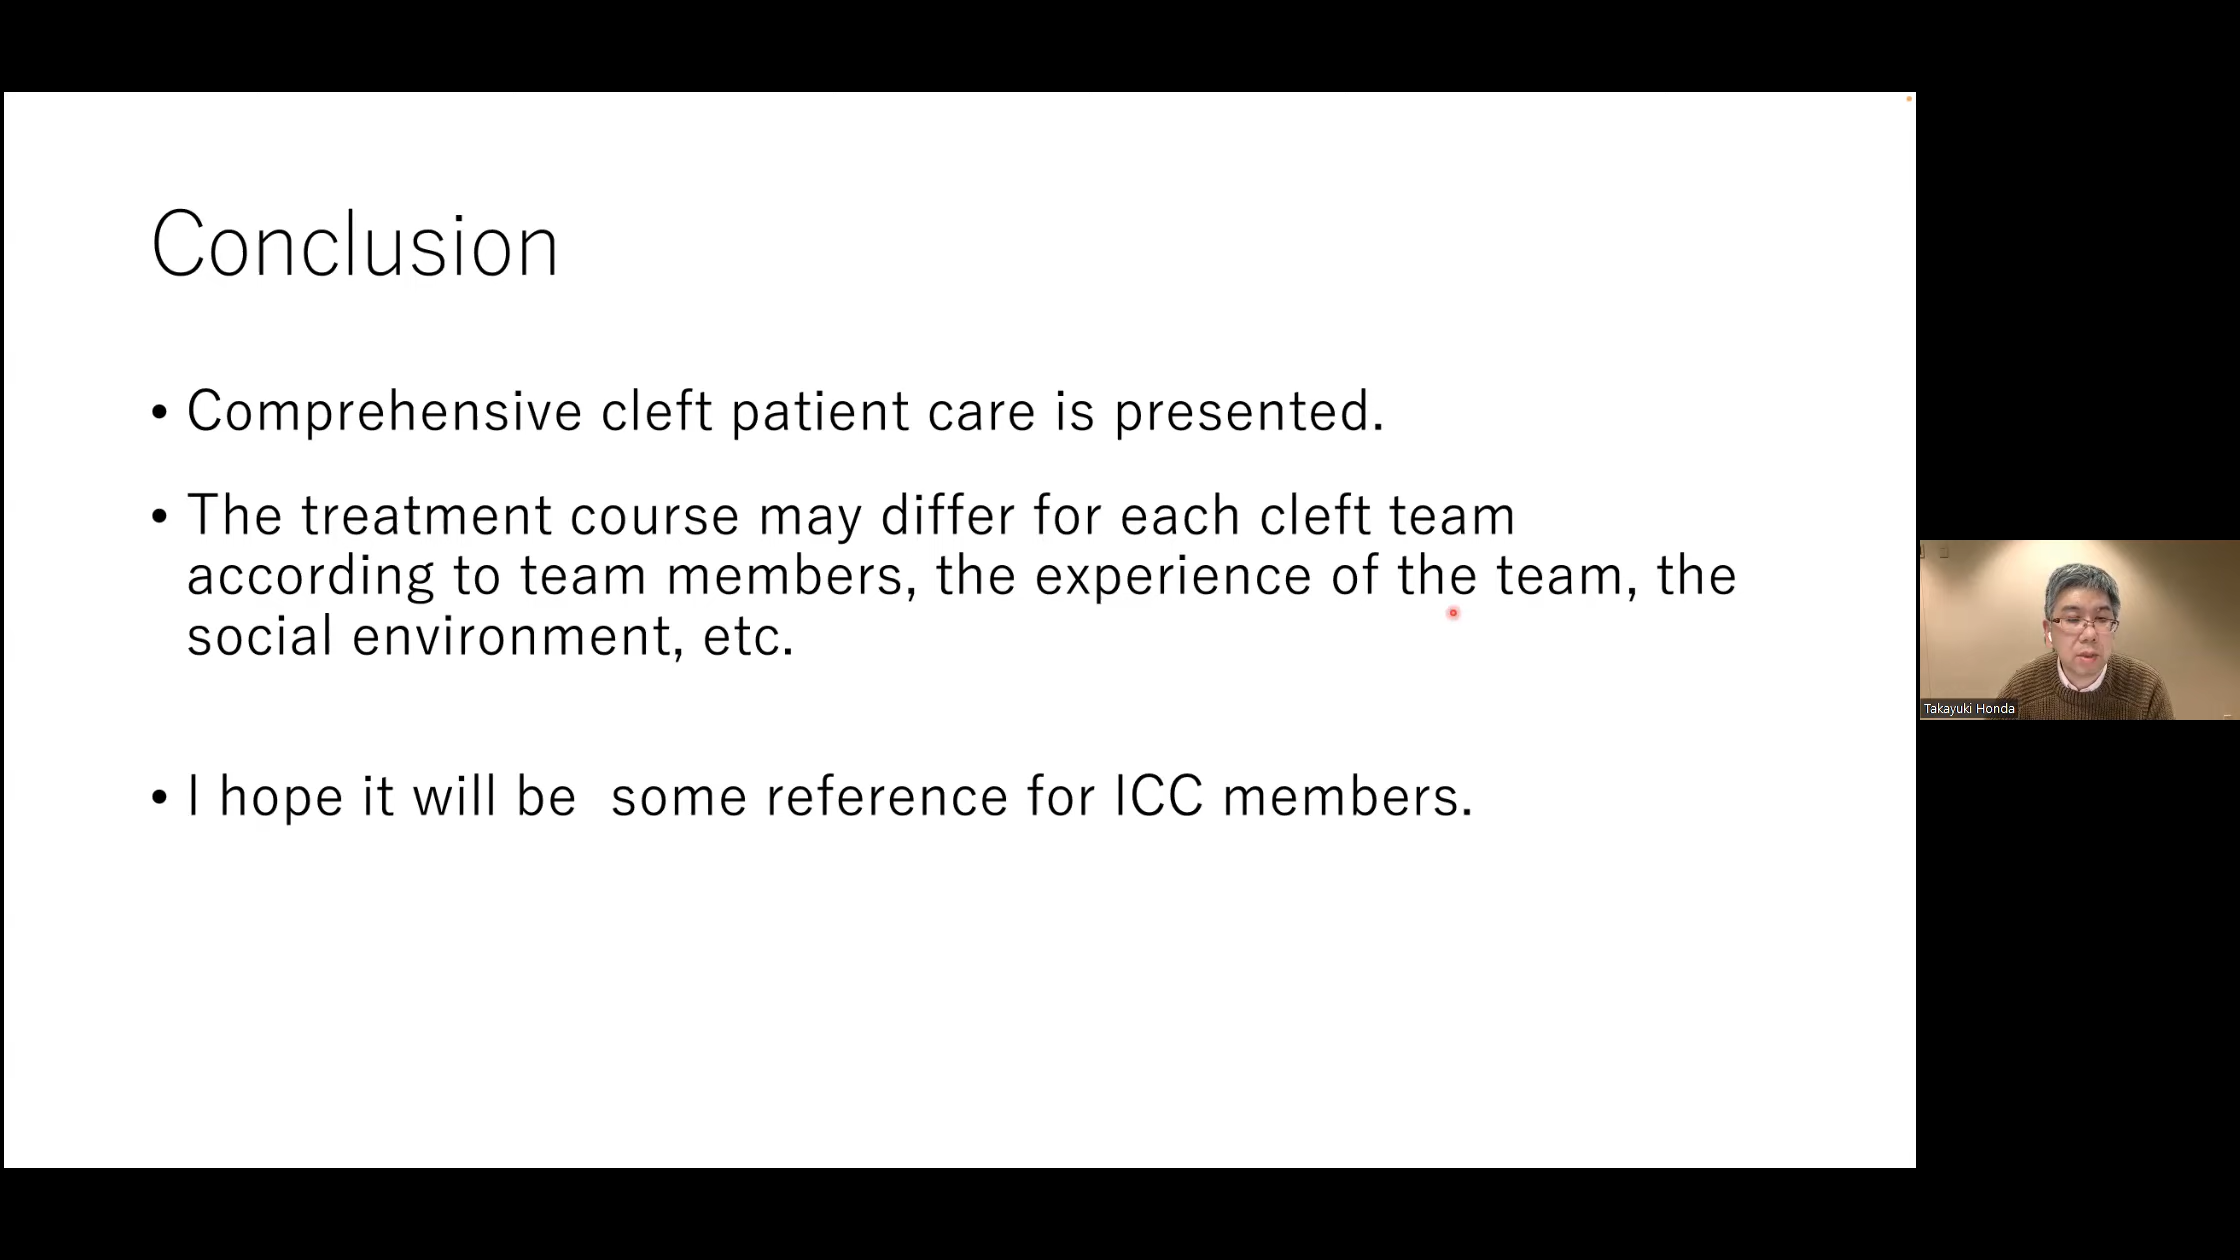 Conclusion
• Comprehensive cleft patient care is presented.
• The treatment course may differ for each cleft team
according to team members, the experience of the team, the
social environment, etc.
• I hope it will be  some reference for ICC members.
Takayuki Honda